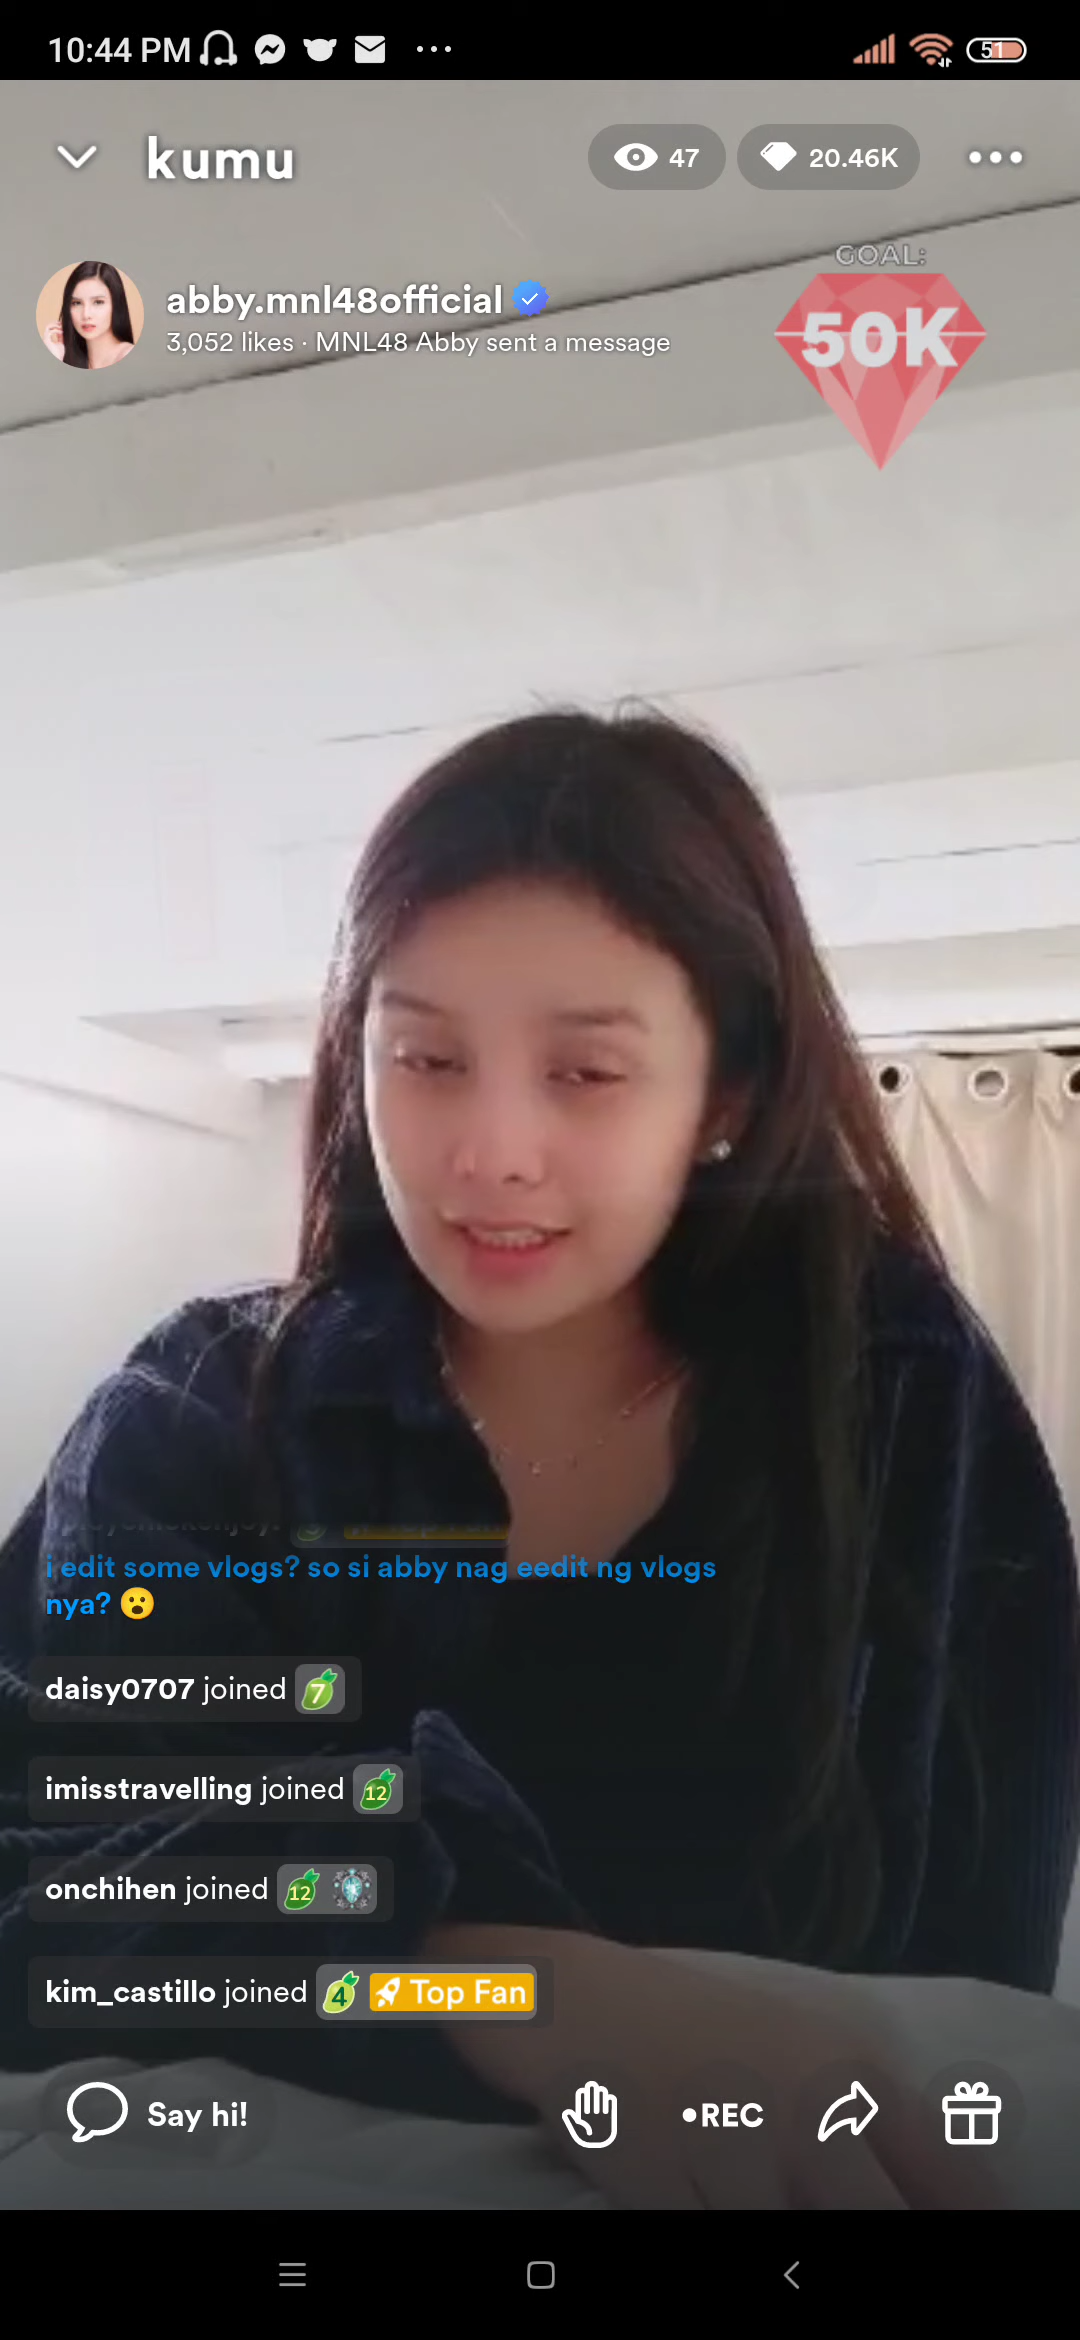 10:44 PM
51
kumu
47
20.46K
GOAL:
50K
abby.mnl48official
3,052 likes · MNL48 Abby sent a message
i edit some vlogs? so si abby nag eedit ng vlogs
nya? 😮
daisy0707 joined 7
imisstravelling joined 12
onchihen joined 12
kim_castillo joined 4 Top Fan
Say hi!
•REC